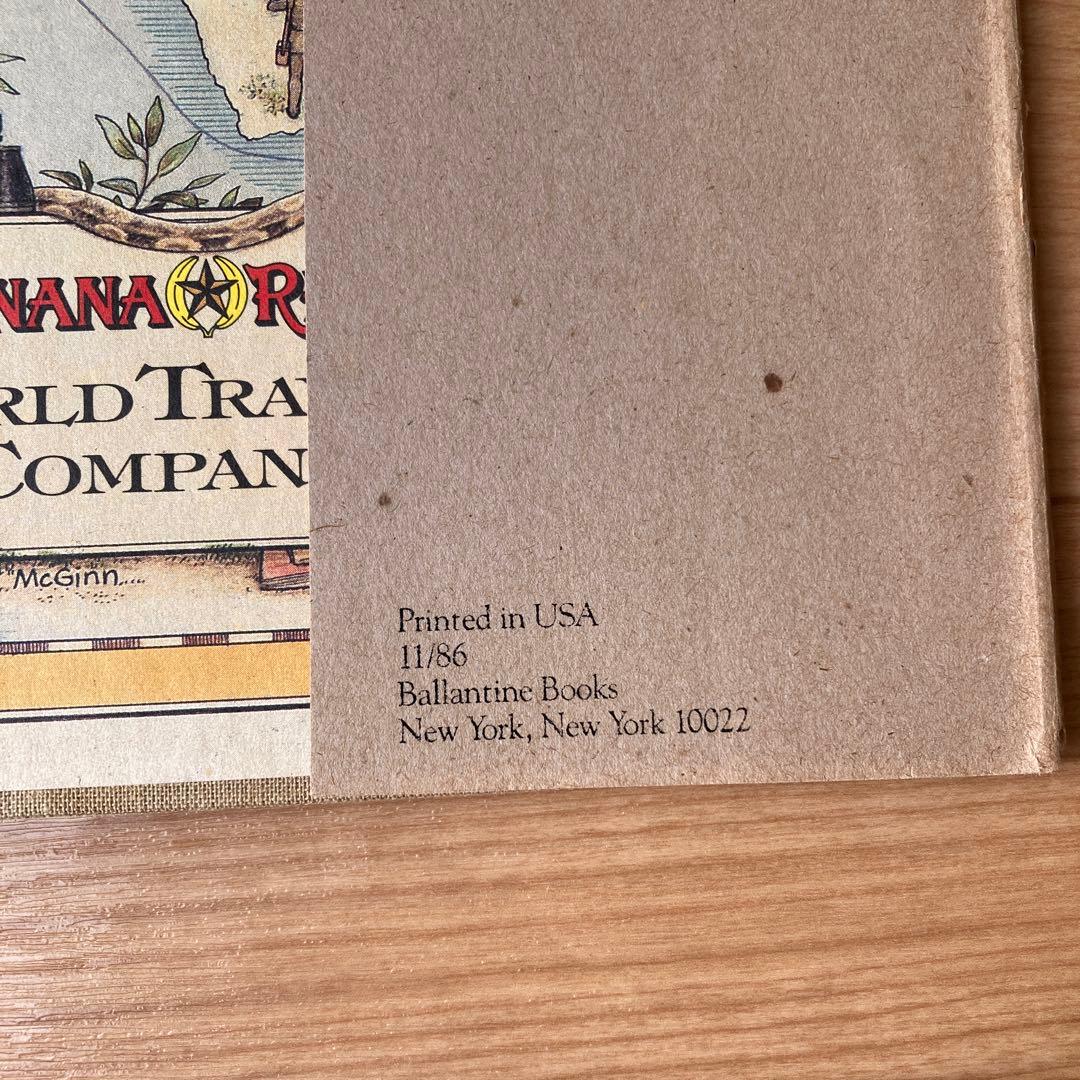 NANA R
RLD TRA
COMPAN
McGinn.....
Printed in USA
11/86
Ballantine Books
New York, New York 10022